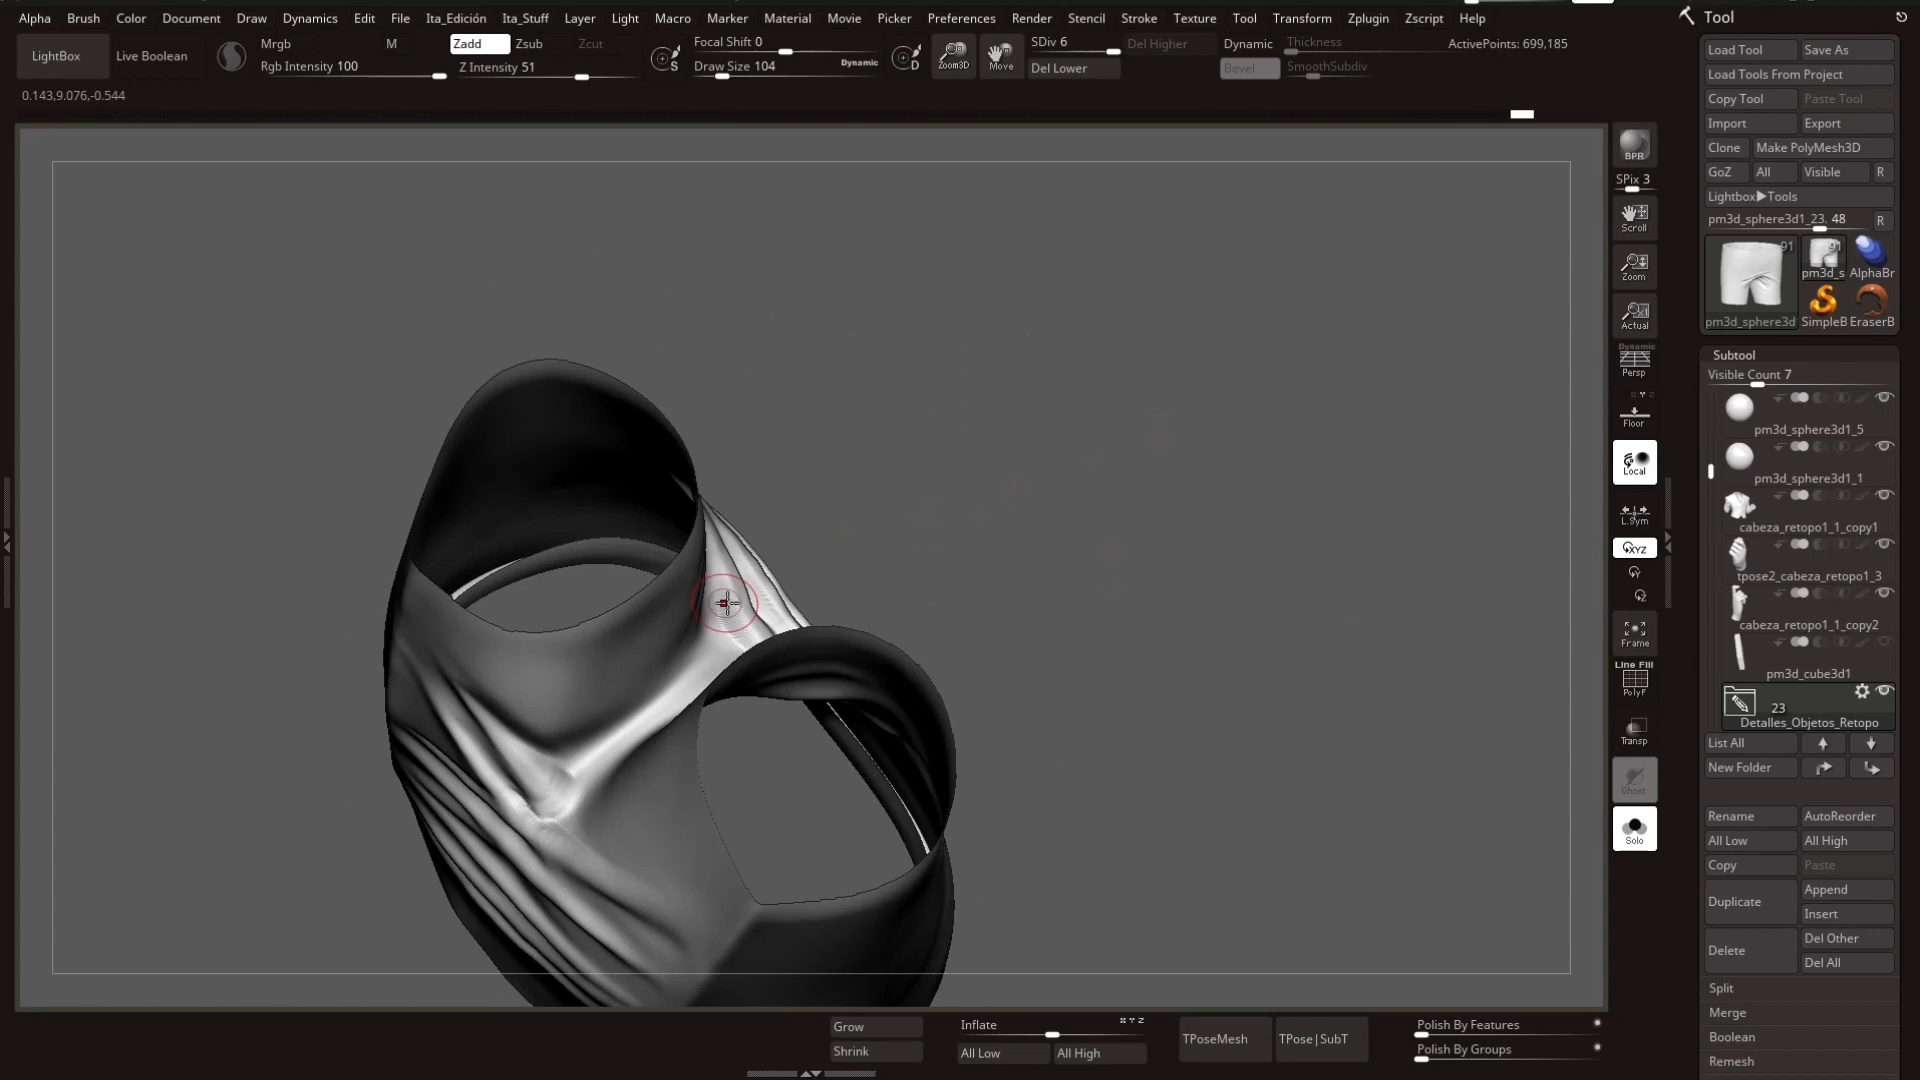 Alpha Brush Color Document Draw Dynamics Edit File Ita_Edición Ita_Stuff Layer Light Macro Marker Material Movie Picker Preferences Render Stencil Stroke Texture Tool Transform Zplugin Zscript Help
Tool
LightBox
Live Boolean
Mrgb
M
Rgb Intensity 100
Zadd
Zsub
Zcut
Z Intensity 51
S
Focal Shift 0
Draw Size 104
Dynamic
D
Zoom3D
Move
SDiv 6
Del Lower
Del Higher
Dynamic
Bevel
Thickness
SmoothSubdiv
ActivePoints: 699,185
0.143,9.076,-0.544
BPR
SPix 3
Scroll
Zoom
Actual
Dynamic
Persp
Floor
Local
L.Sym
XYZ
Y
Z
Frame
Line Fill
PolyF
Transp
Ghost
Solo
Load Tool
Save As
Load Tools From Project
Copy Tool
Paste Tool
Import
Export
Clone
Make PolyMesh3D
GoZ
All
Visible
R
Lightbox▶Tools
pm3d_sphere3d1_23. 48
R
91
91
pm3d_s
AlphaBr
pm3d_sphere3d
SimpleB
EraserB
Subtool
Visible Count 7
pm3d_sphere3d1_5
pm3d_sphere3d1_1
cabeza_retopo1_1_copy1
tpose2_cabeza_retopo1_3
cabeza_retopo1_1_copy2
pm3d_cube3d1
23
Detalles_Objetos_Retopo
List All
New Folder
Rename
AutoReorder
All Low
All High
Copy
Paste
Duplicate
Append
Insert
Delete
Del Other
Del All
Split
Merge
Boolean
Remesh
Grow
Shrink
Inflate
X Y Z
All Low
All High
TPoseMesh
TPose|SubT
Polish By Features
Polish By Groups